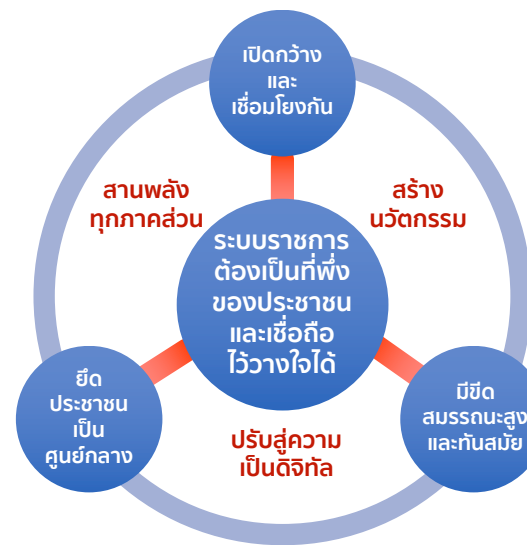 เปิดกว้าง
และ
เชื่อมโยงกัน
สานพลัง
ทุกภาคส่วน
สร้าง
นวัตกรรม
ระบบราชการ
ต้องเป็นที่พึ่ง
ของประชาชน
และเชื่อถือ
ไว้วางใจได้
ยึด
ประชาชน
เป็น
ศูนย์กลาง
มีขีด
สมรรถนะสูง
และทันสมัย
ปรับสู่ความ
เป็นดิจิทัล